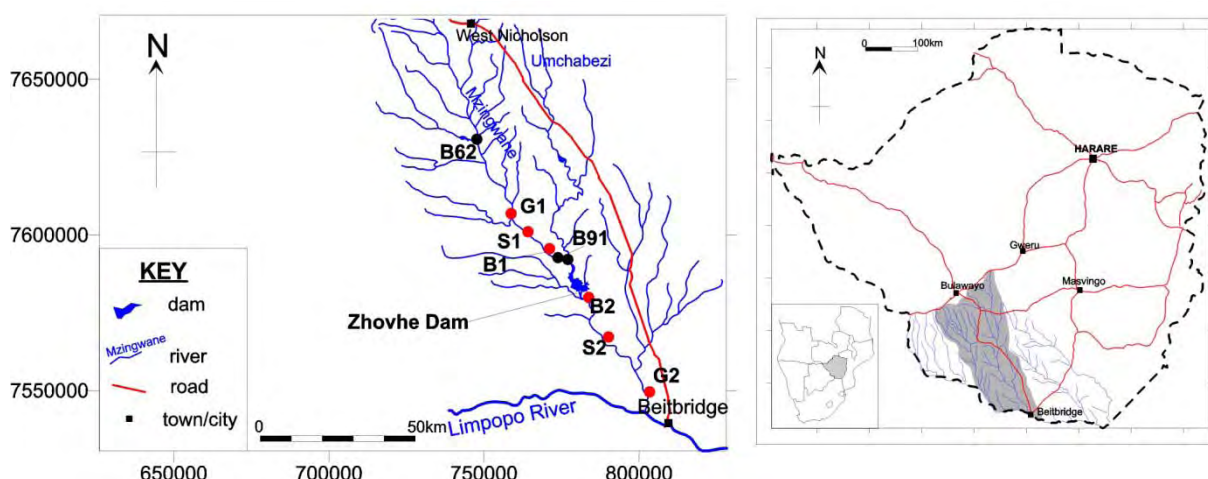 West Nicholson
N
7650000
Umchabezi
Mzingwane
B62
G1
7600000
S1
B91
B1
KEY
dam
B2
Zhovhe Dam
S2
Mzingwane
river
road
7550000
G2
town/city
0
50km
Beitbridge
Limpopo River
650000
700000
750000
800000
0
100km
N
HARARE
Gweru
Bulawayo
Masvingo
Beitbridge